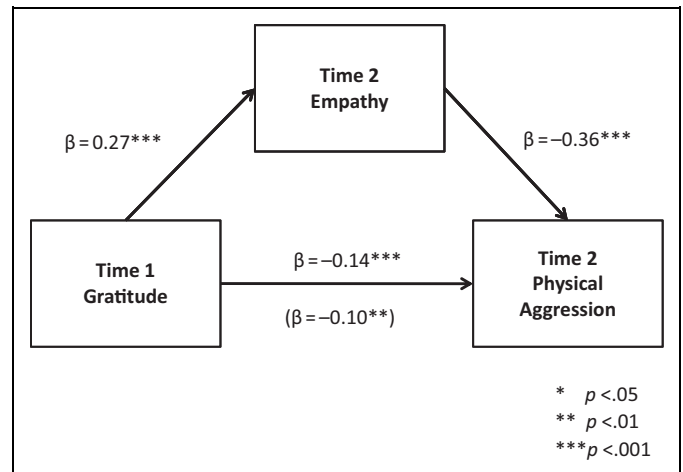 Time 2
Empathy
β = 0.27***
β = –0.36***
Time 1
Gratitude
β = –0.14***
(β = –0.10**)
Time 2
Physical
Aggression
* p <.05
** p <.01
***p <.001